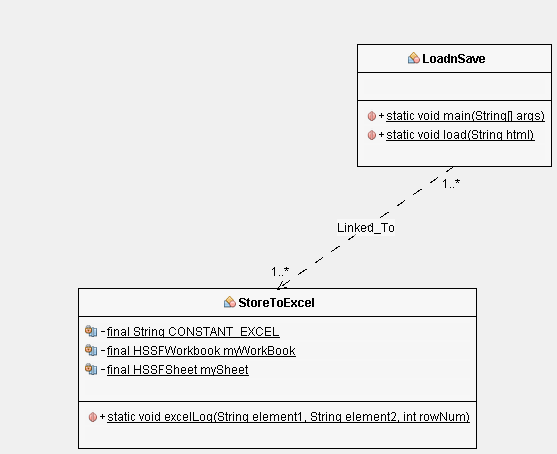 LoadnSave
+ static void main(String[] args)
+ static void load(String html)
1..*
Linked_To
1..*
StoreToExcel
- final String CONSTANT_EXCEL
- final HSSFWorkbook myWorkBook
- final HSSFSheet mySheet
+ static void excelLog(String element1, String element2, int rowNum)